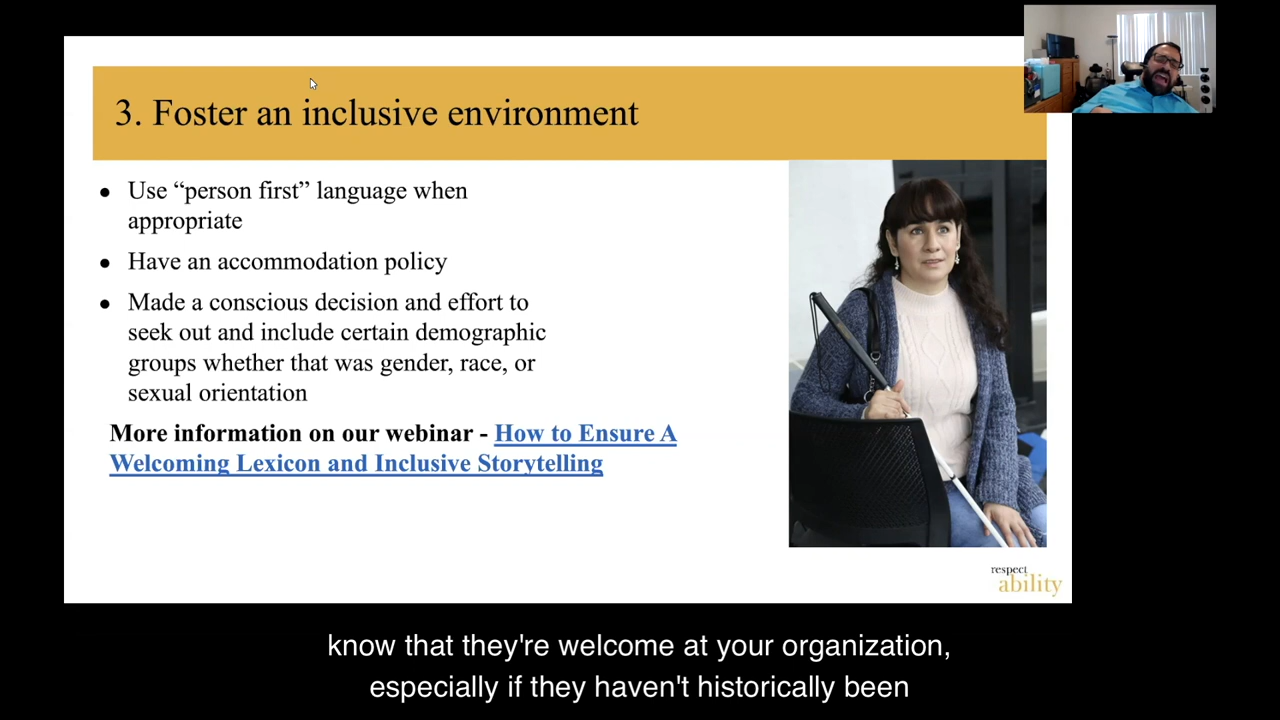 3. Foster an inclusive environment
● Use “person first” language when
appropriate
● Have an accommodation policy
● Made a conscious decision and effort to
seek out and include certain demographic
groups whether that was gender, race, or
sexual orientation
More information on our webinar - How to Ensure A
Welcoming Lexicon and Inclusive Storytelling
respect
ability
know that they're welcome at your organization,
especially if they haven't historically been